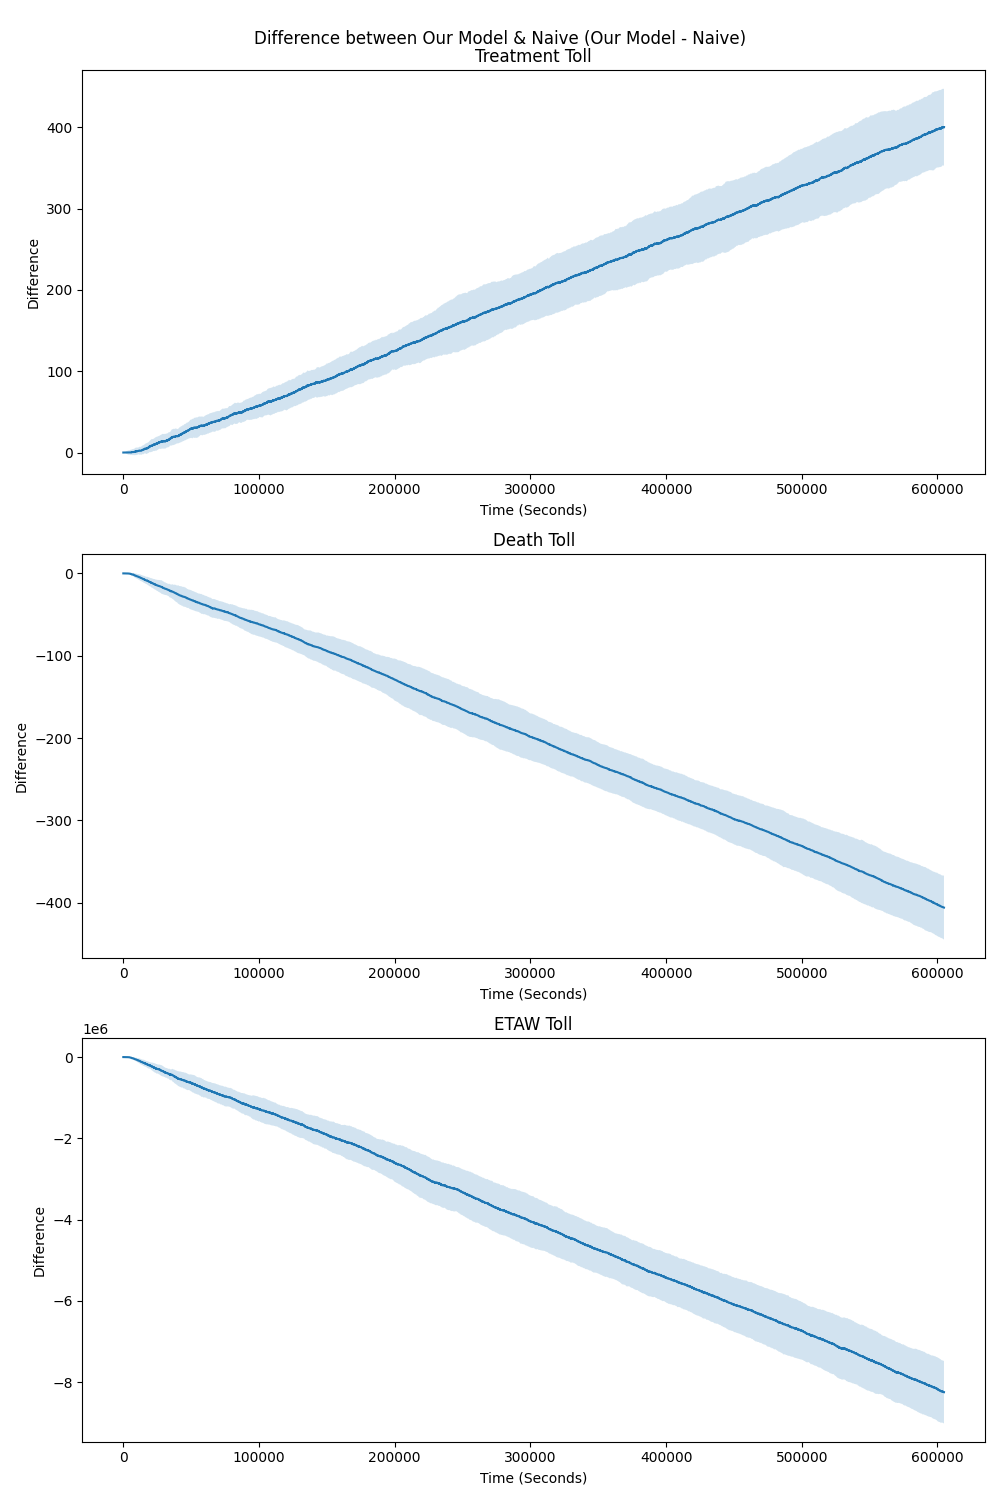 Difference between Our Model & Naive (Our Model - Naive)
Treatment Toll
400
300
200
100
0
Difference
0 100000 200000 300000 400000 500000 600000
Time (Seconds)
Death Toll
0
−100
−200
−300
−400
Difference
0 100000 200000 300000 400000 500000 600000
Time (Seconds)
ETAW Toll
1e6
0
−2
−4
−6
−8
Difference
0 100000 200000 300000 400000 500000 600000
Time (Seconds)